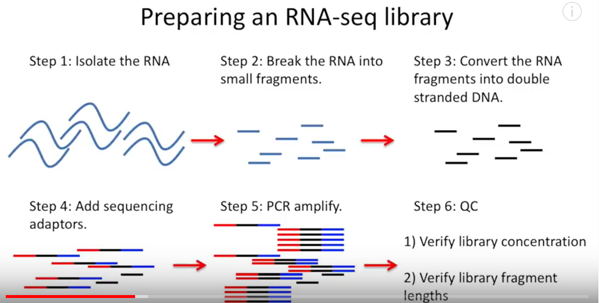 Preparing an RNA-seq library
Step 1: Isolate the RNA
Step 2: Break the RNA into
small fragments.
Step 3: Convert the RNA
fragments into double
stranded DNA.
Step 4: Add sequencing
adaptors.
Step 5: PCR amplify.
Step 6: QC
1) Verify library concentration
2) Verify library fragment
lengths